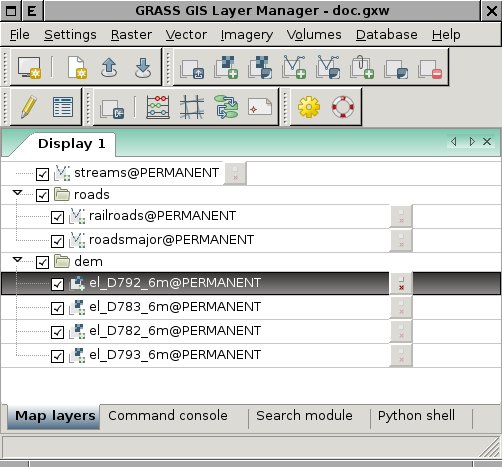 GRASS GIS Layer Manager - doc.gxw
File Settings Raster Vector Imagery Volumes Database Help
Display 1
streams@PERMANENT
roads
railroads@PERMANENT
roadsmajor@PERMANENT
dem
el_D792_6m@PERMANENT
el_D783_6m@PERMANENT
el_D782_6m@PERMANENT
el_D793_6m@PERMANENT
Map layers Command console Search module Python shell